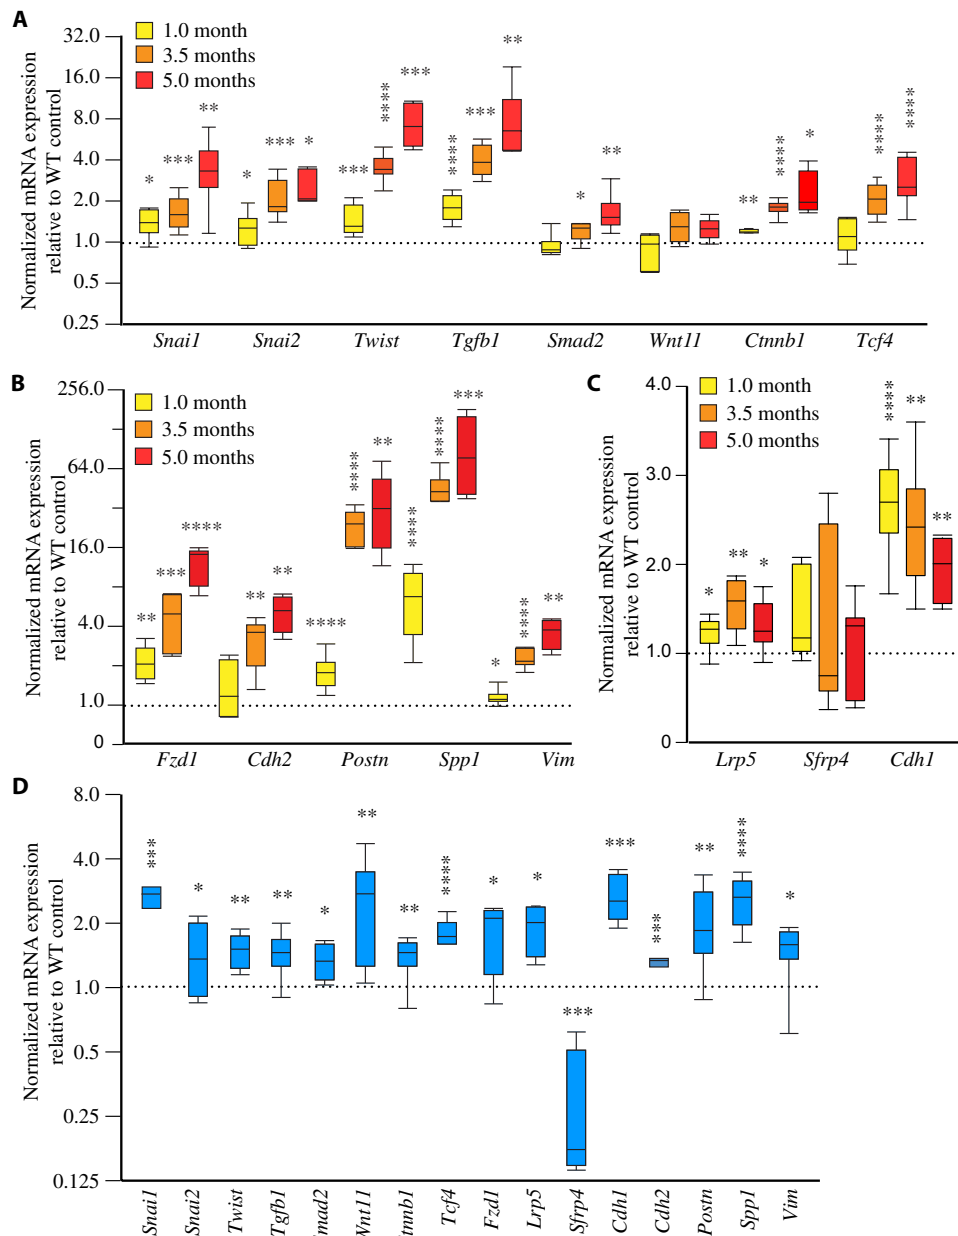 A
1.0 month
3.5 months
5.0 months
Normalized mRNA expression
relative to WT control
32.0
16.0
8.0
4.0
2.0
1.0
0.5
0.25
* *** **
* *** *
*** **** ***
**** *** **
* **
** **** *
**** ****
Snai1 Snai2 Twist Tgfb1 Smad2 Wnt11 Ctnnb1 Tcf4
B
1.0 month
3.5 months
5.0 months
Normalized mRNA expression
relative to WT control
256.0
64.0
16.0
4.0
1.0
0
** *** ****
** **
**** **** **
**** **** ***
* **** **
Fzd1 Cdh2 Postn Spp1 Vim
C
1.0 month
3.5 months
5.0 months
Normalized mRNA expression
relative to WT control
4.0
3.0
2.0
1.0
0
* ** *
**** ** **
Lrp5 Sfrp4 Cdh1
D
Normalized mRNA expression
relative to WT control
8.0
4.0
2.0
1.0
0.5
0.25
0.125
*** * ** ** * ** ** **** * * *** *** *** ** **** *
Snai1
Snai2
Twist
Tgfb1
mad2
Wnt11
tnnb1
Tcf4
Fzd1
Lrp5
Sfrp4
Cdh1
Cdh2
Postn
Spp1
Vim